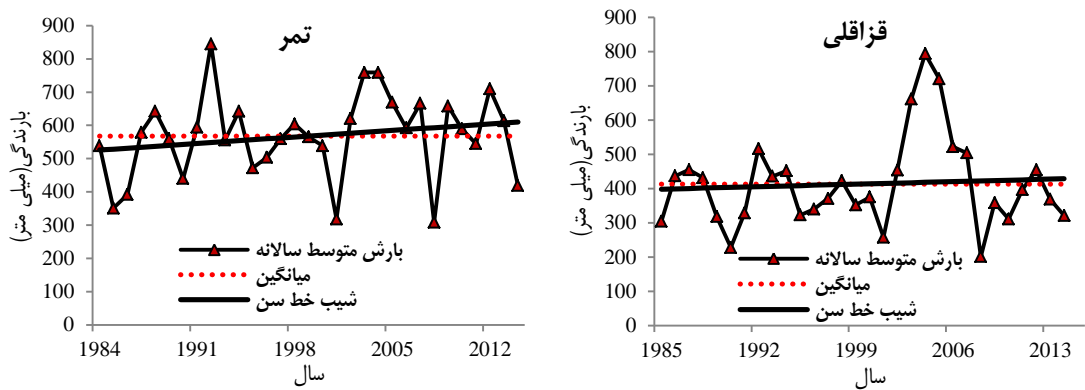 تمر
900
800
700
600
500
400
300
200
100
0
بارندگی(میلی متر)
بارش متوسط سالانه
میانگین
شیب خط سن
1984 1991 1998 2005 2012
سال
قزاقلی
900
800
700
600
500
400
300
200
100
0
بارندگی(میلی متر)
بارش متوسط سالانه
میانگین
شیب خط سن
1985 1992 1999 2006 2013
سال